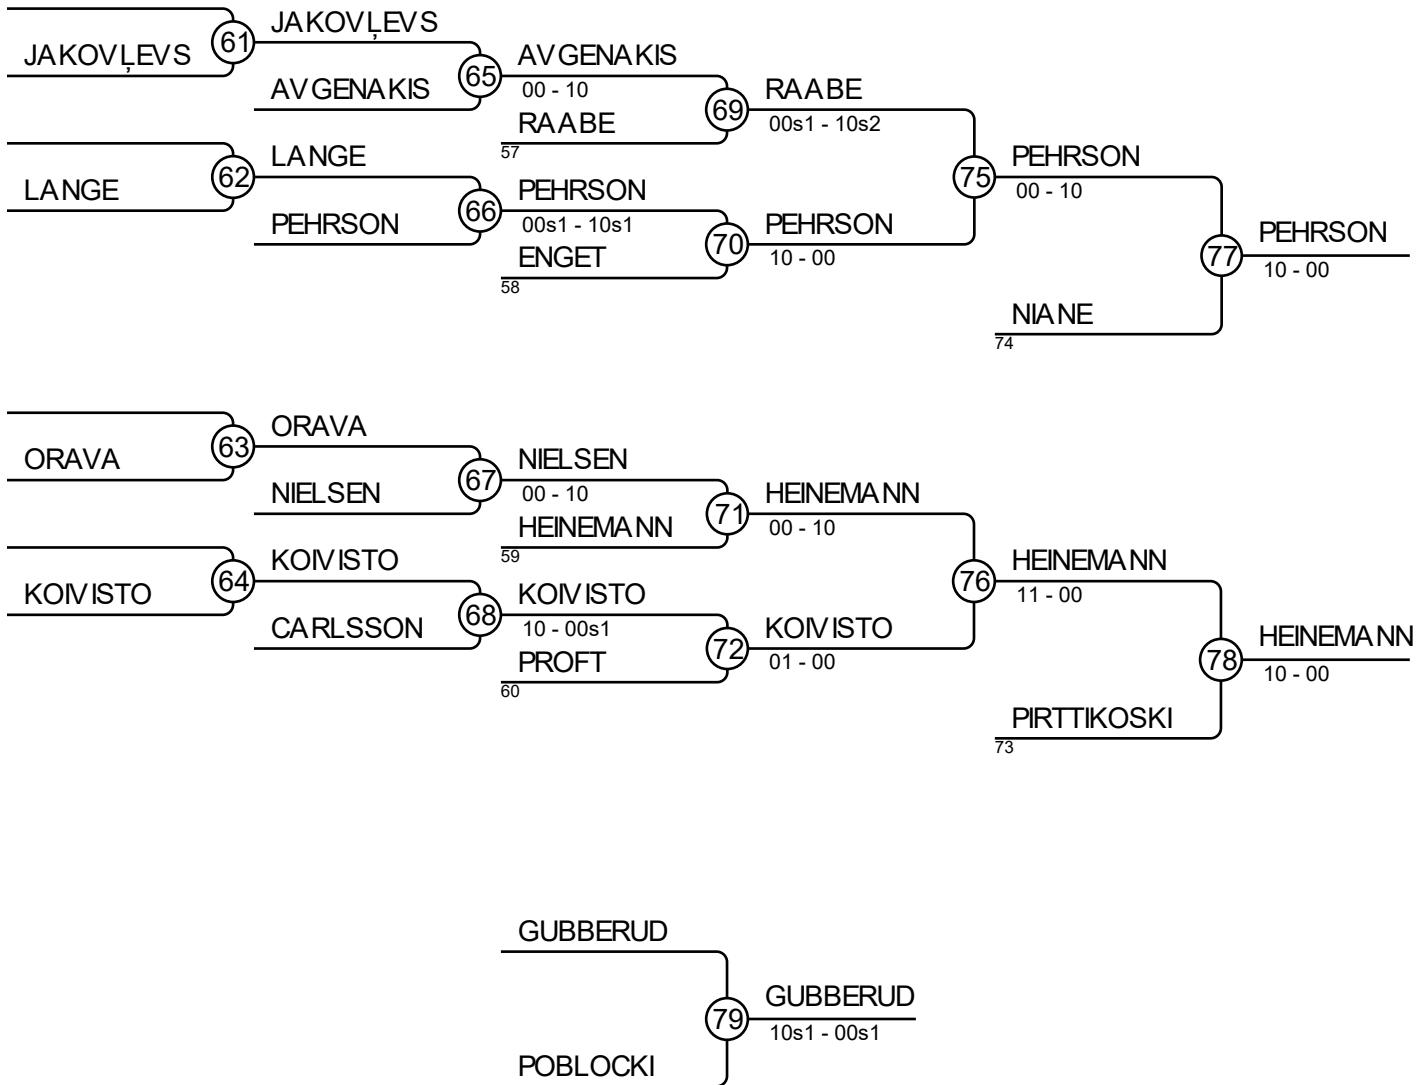 JAKOVĻEVS
61
JAKOVĻEVS
AVGENAKIS
65
AVGENAKIS
00 - 10
RAABE
57
69
RAABE
00s1 - 10s2
LANGE
62
LANGE
PEHRSON
66
PEHRSON
00s1 - 10s1
ENGET
58
70
PEHRSON
10 - 00
75
PEHRSON
00 - 10
NIANE
74
77
PEHRSON
10 - 00
ORAVA
63
ORAVA
NIELSEN
67
NIELSEN
00 - 10
HEINEMANN
59
71
HEINEMANN
00 - 10
KOIVISTO
64
KOIVISTO
CARLSSON
68
KOIVISTO
10 - 00s1
PROFT
60
72
KOIVISTO
01 - 00
76
HEINEMANN
11 - 00
PIRTTIKOSKI
73
78
HEINEMANN
10 - 00
GUBBERUD
POBLOCKI
79
GUBBERUD
10s1 - 00s1